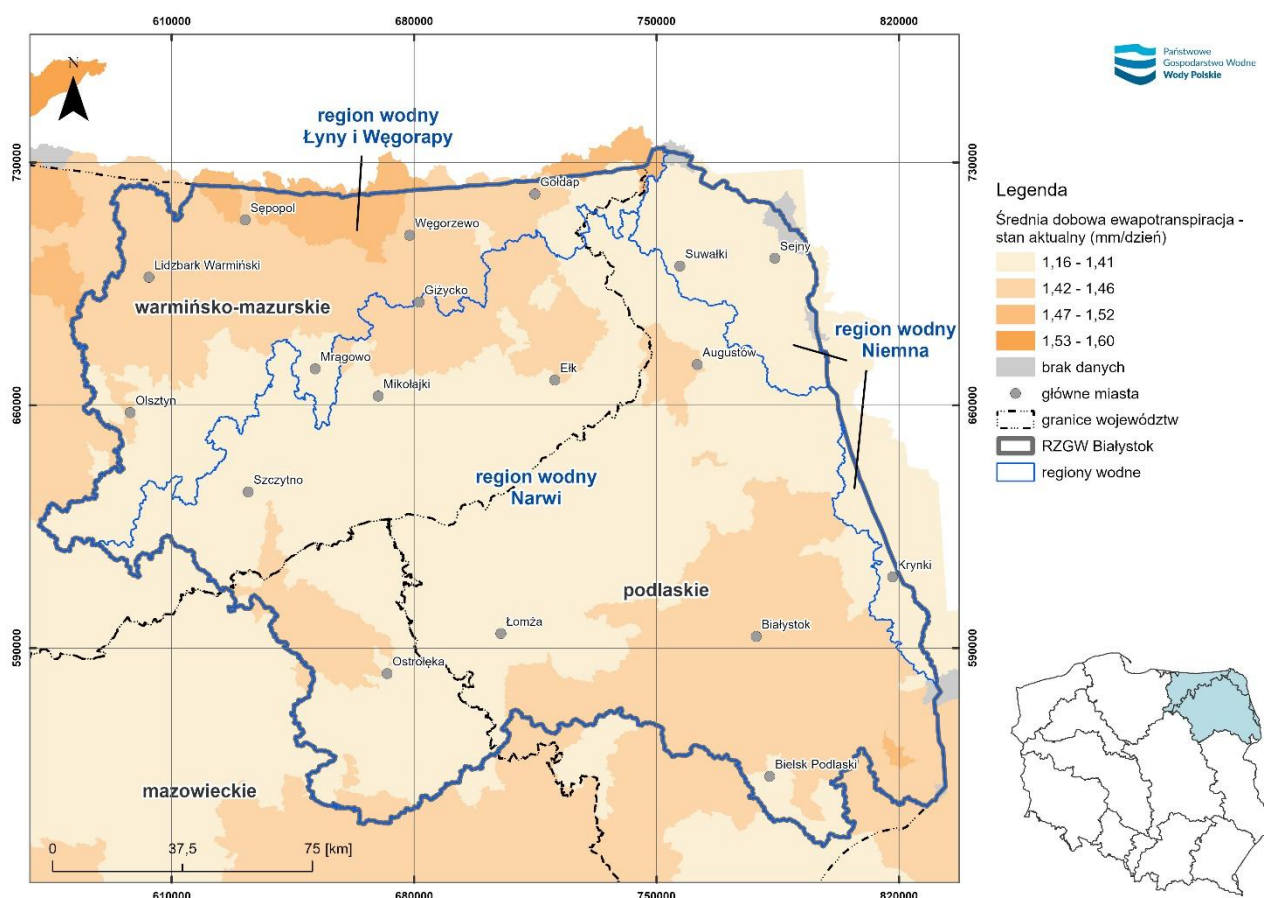 610000
680000
750000
820000
Państwowe
Gospodarstwo Wodne
Wody Polskie
N
region wodny
Łyny i Węgorapy
730000
730000
Gołdap
Sępopol
Węgorzewo
Legenda
Średnia dobowa ewapotranspiracja -
stan aktualny (mm/dzień)
1,16 - 1,41
1,42 - 1,46
1,47 - 1,52
1,53 - 1,60
brak danych
główne miasta
granice województw
RZGW Białystok
regiony wodne
Suwałki
Sejny
Lidzbark Warmiński
warmińsko-mazurskie
Giżycko
region wodny
Niemna
Mrągowo
Mikołajki
Ełk
Augustów
Olsztyn
660000
660000
region wodny
Narwi
Szczytno
Krynki
podlaskie
Łomża
Białystok
590000
590000
Ostrołęka
Bielsk Podlaski
mazowieckie
0
37,5
75 [km]
610000
680000
750000
820000